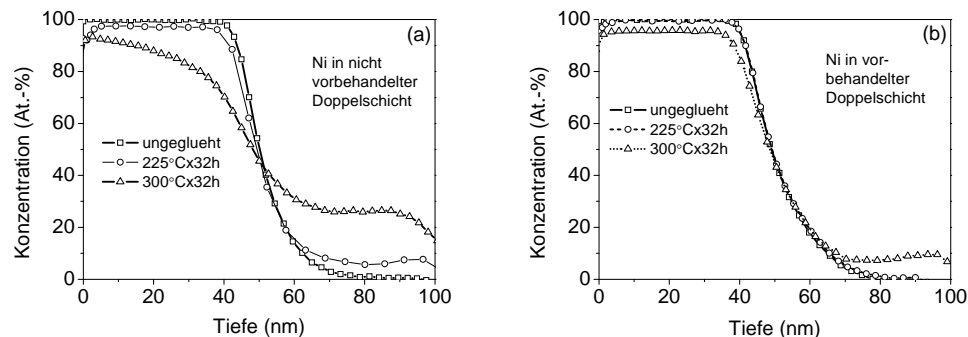 (a)
Ni in nicht
vorbehandelter
Doppelschicht
ungeglueht
225°Cx32h
300°Cx32h
Konzentration (At.-%)
100
80
60
40
20
0
0 20 40 60 80 100
Tiefe (nm)
(b)
Ni in vor-
behandelter
Doppelschicht
ungeglueht
225°Cx32h
300°Cx32h
Konzentration (At.-%)
100
80
60
40
20
0
0 20 40 60 80 100
Tiefe (nm)